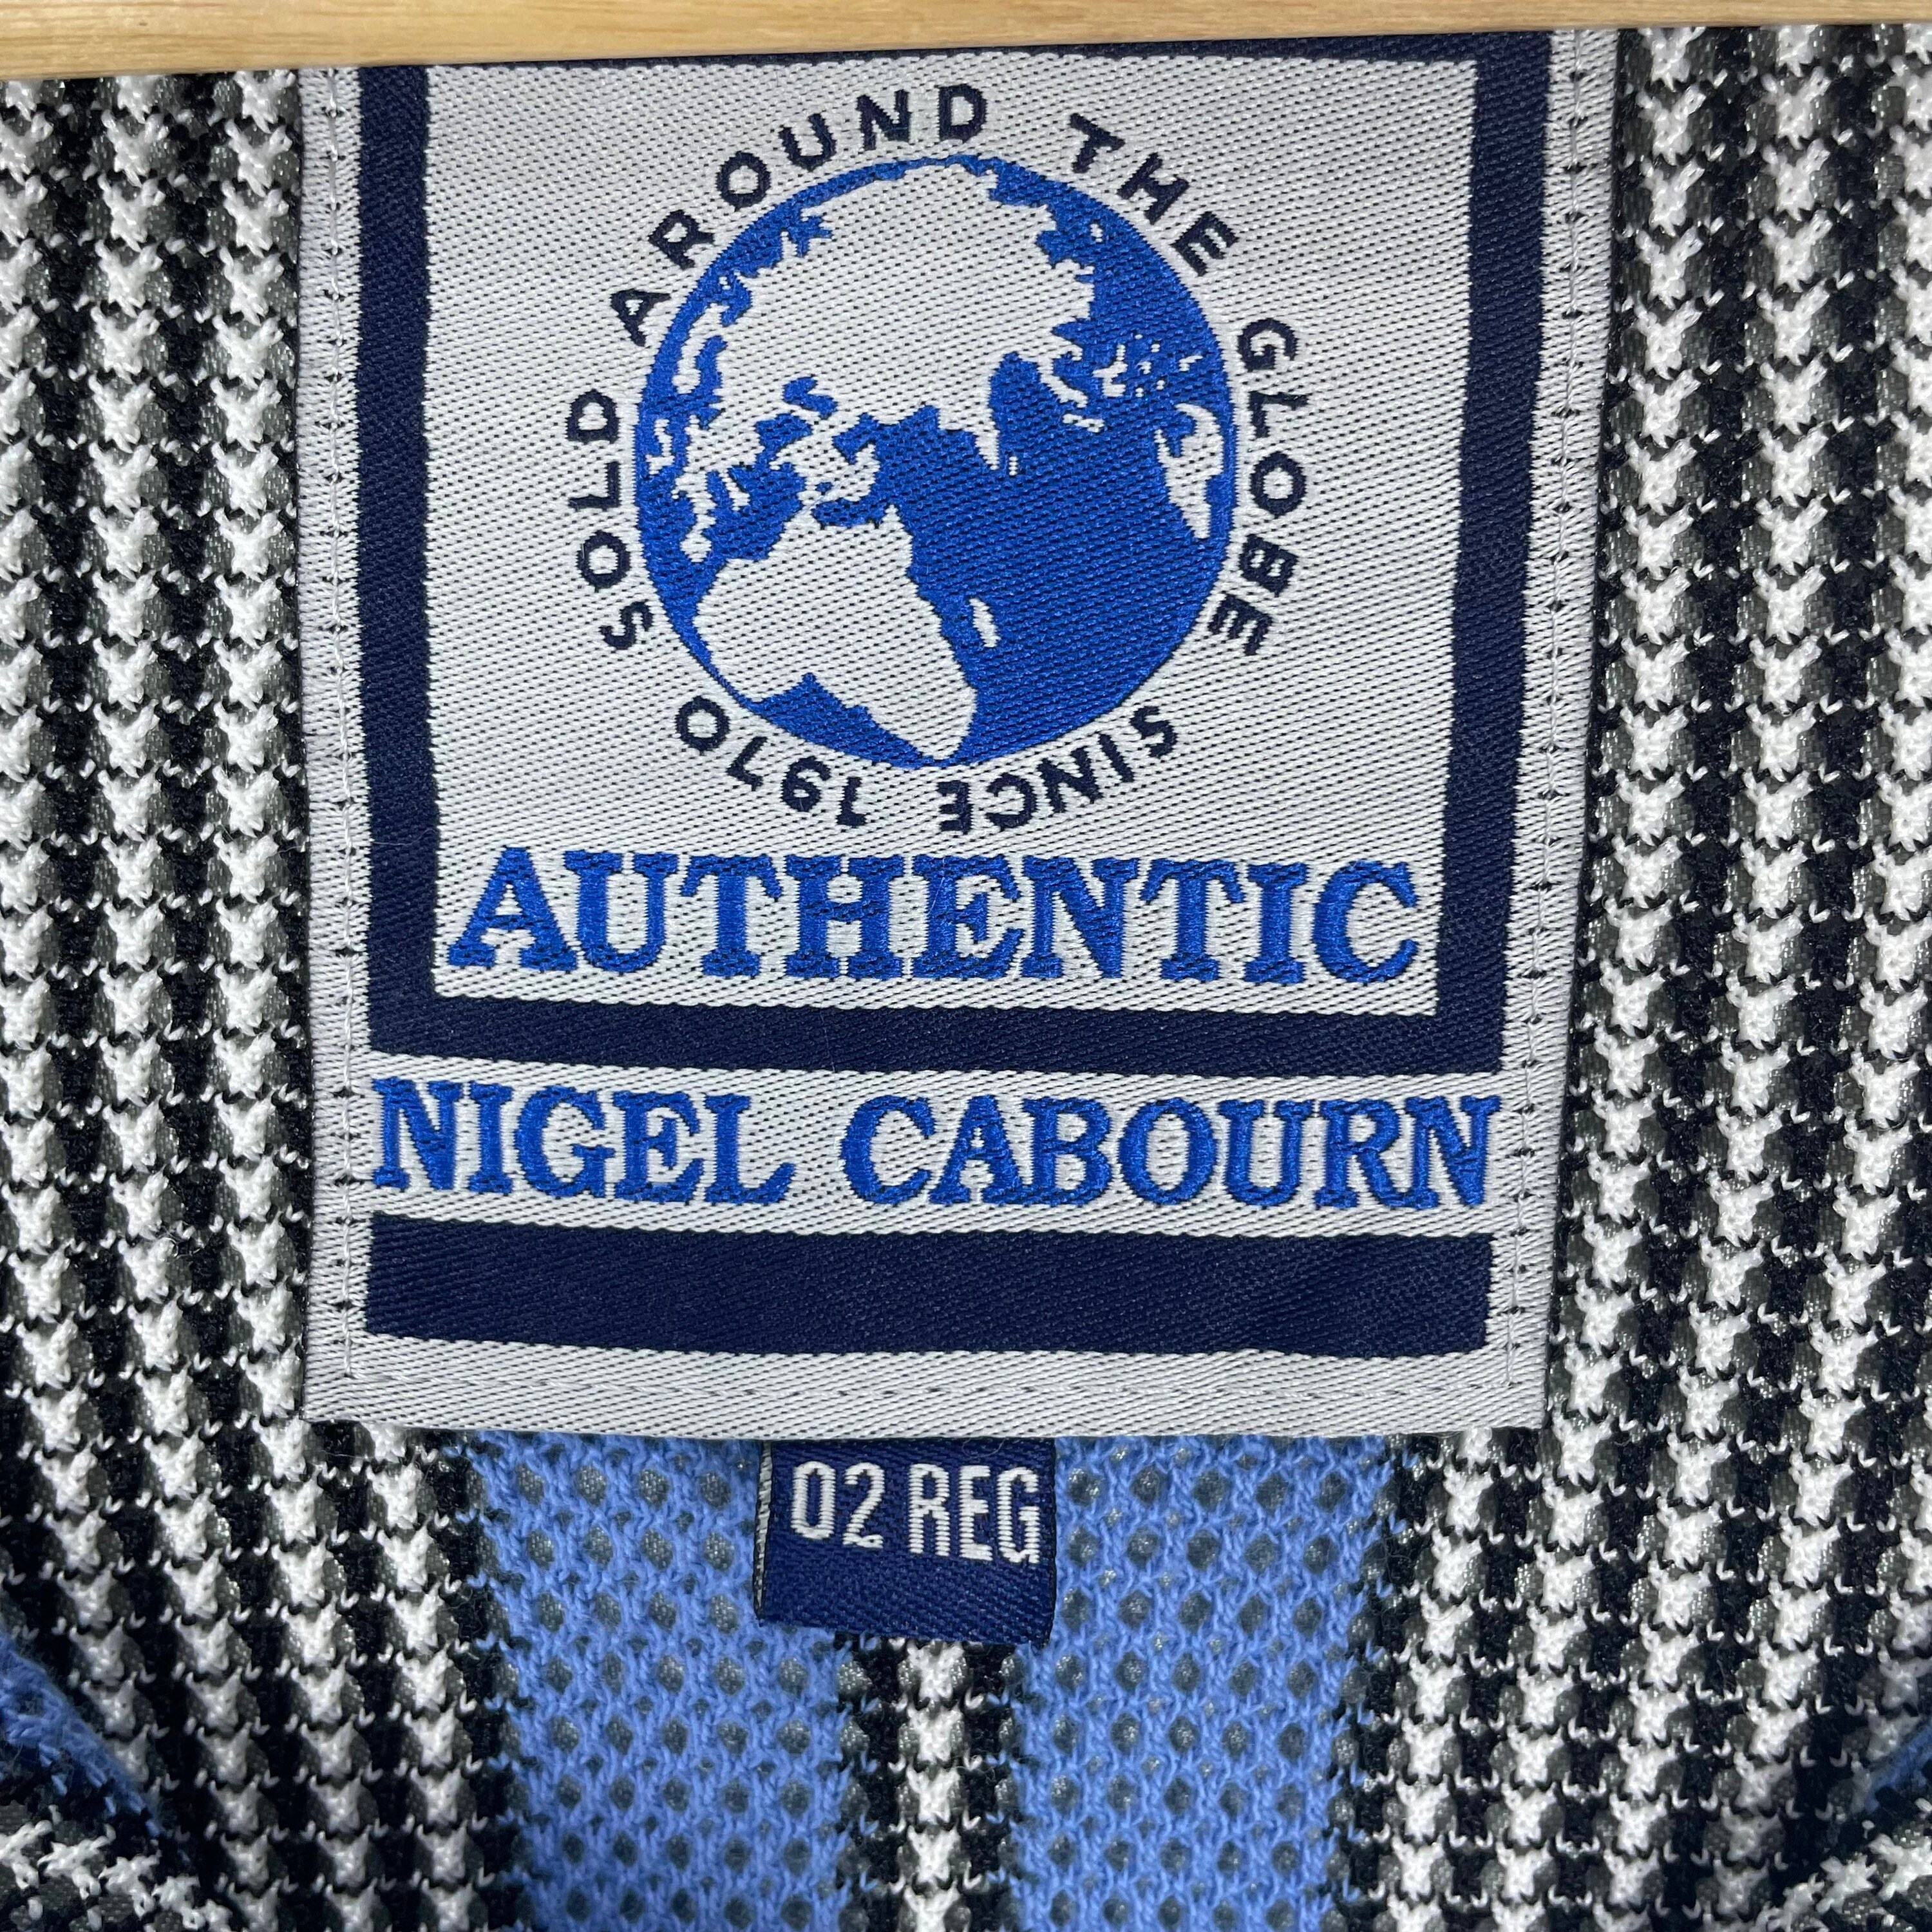 SOLD AROUND THE GLOBE
SINCE 1970
AUTHENTIC
NIGEL CABOURN
02 REG